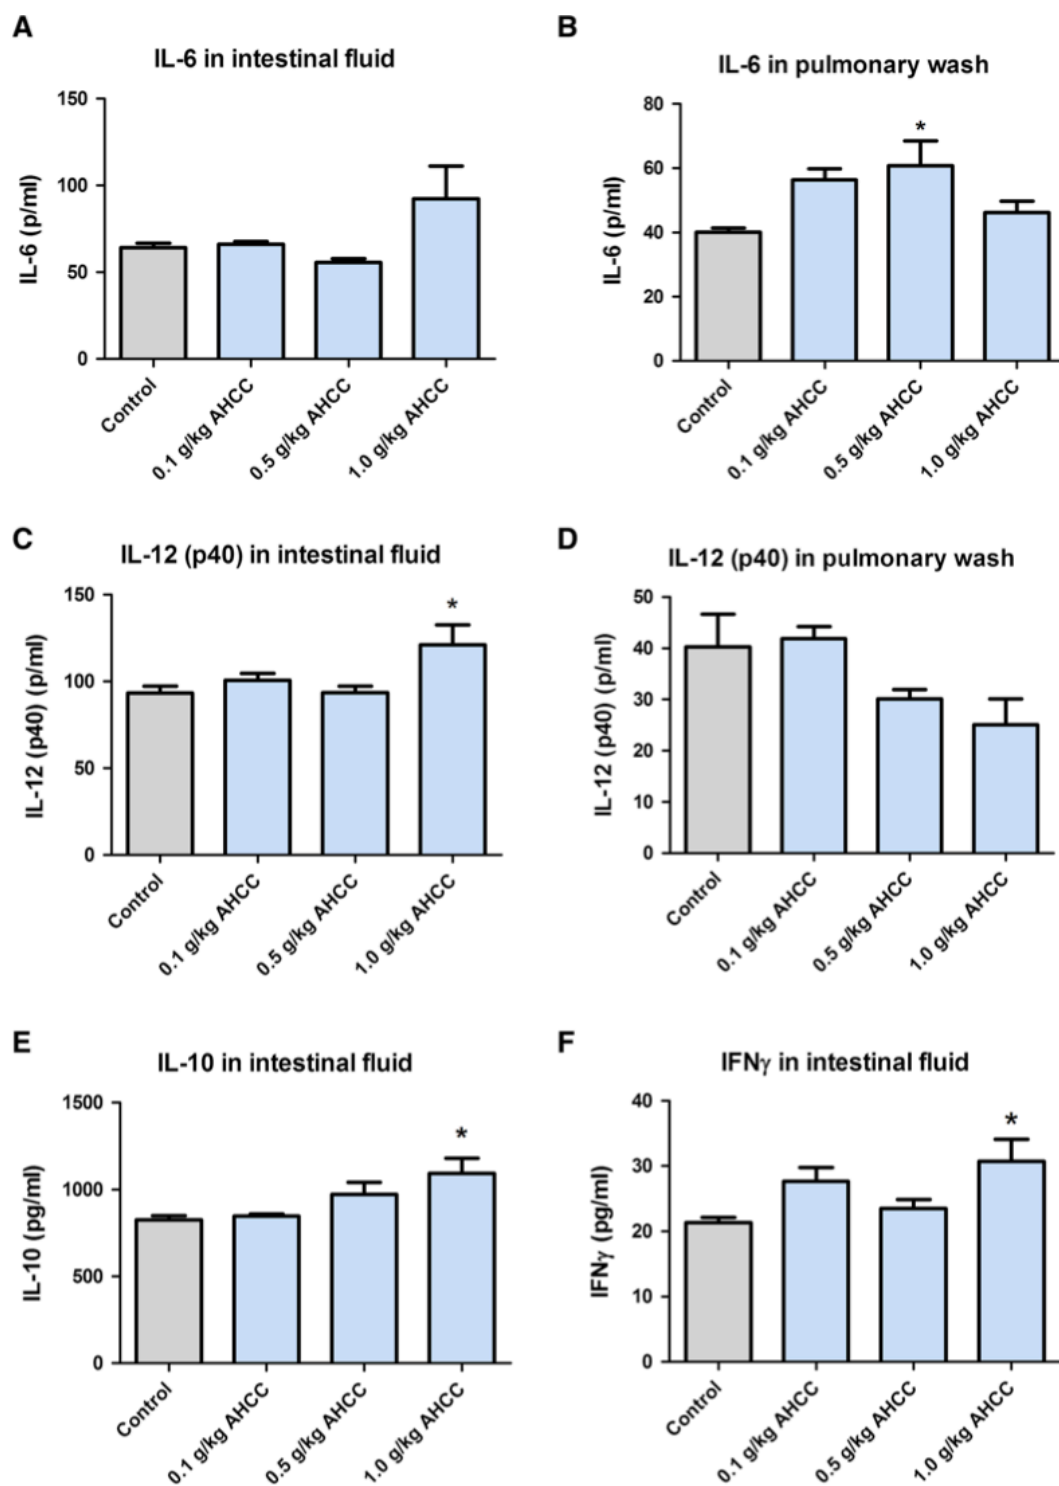 A
IL-6 in intestinal fluid
150
100
50
0
IL-6 (p/ml)
Control
0.1 g/kg AHCC
0.5 g/kg AHCC
1.0 g/kg AHCC
B
IL-6 in pulmonary wash
80
60
40
20
0
IL-6 (p/ml)
*
Control
0.1 g/kg AHCC
0.5 g/kg AHCC
1.0 g/kg AHCC
C
IL-12 (p40) in intestinal fluid
150
100
50
0
IL-12 (p40) (p/ml)
*
Control
0.1 g/kg AHCC
0.5 g/kg AHCC
1.0 g/kg AHCC
D
IL-12 (p40) in pulmonary wash
50
40
30
20
10
0
IL-12 (p40) (p/ml)
Control
0.1 g/kg AHCC
0.5 g/kg AHCC
1.0 g/kg AHCC
E
IL-10 in intestinal fluid
1500
1000
500
0
IL-10 (pg/ml)
*
Control
0.1 g/kg AHCC
0.5 g/kg AHCC
1.0 g/kg AHCC
F
IFNγ in intestinal fluid
40
30
20
10
0
IFNγ (pg/ml)
*
Control
0.1 g/kg AHCC
0.5 g/kg AHCC
1.0 g/kg AHCC